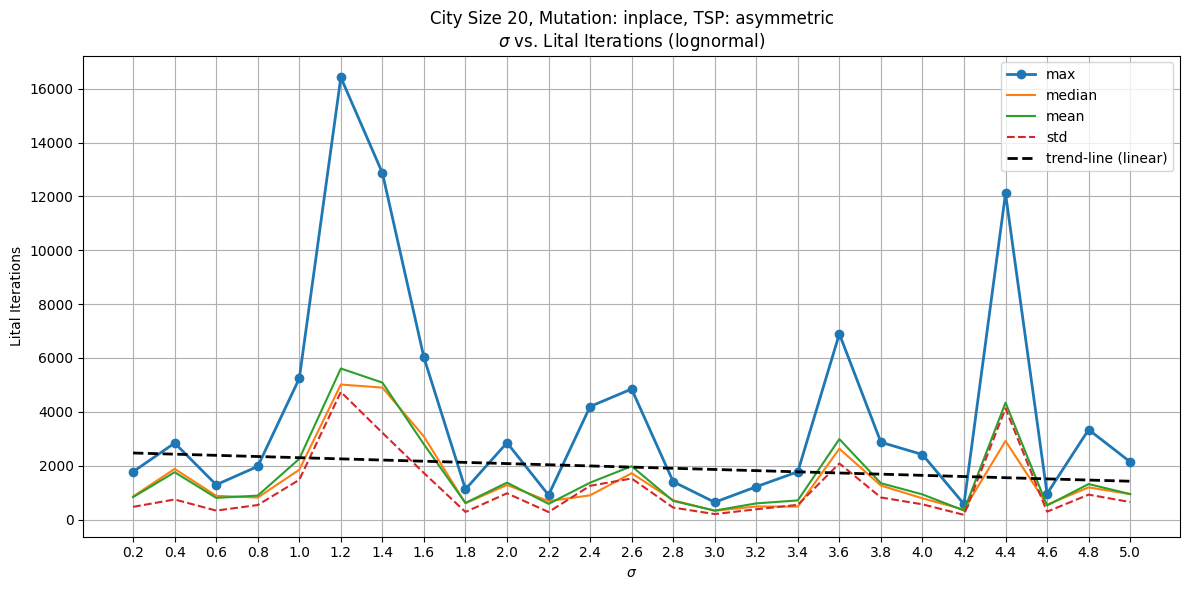 City Size 20, Mutation: inplace, TSP: asymmetric
σ vs. Lital Iterations (lognormal)
max
median
mean
std
trend-line (linear)
Lital Iterations
16000
14000
12000
10000
8000
6000
4000
2000
0
0.2 0.4 0.6 0.8 1.0 1.2 1.4 1.6 1.8 2.0 2.2 2.4 2.6 2.8 3.0 3.2 3.4 3.6 3.8 4.0 4.2 4.4 4.6 4.8 5.0
σ